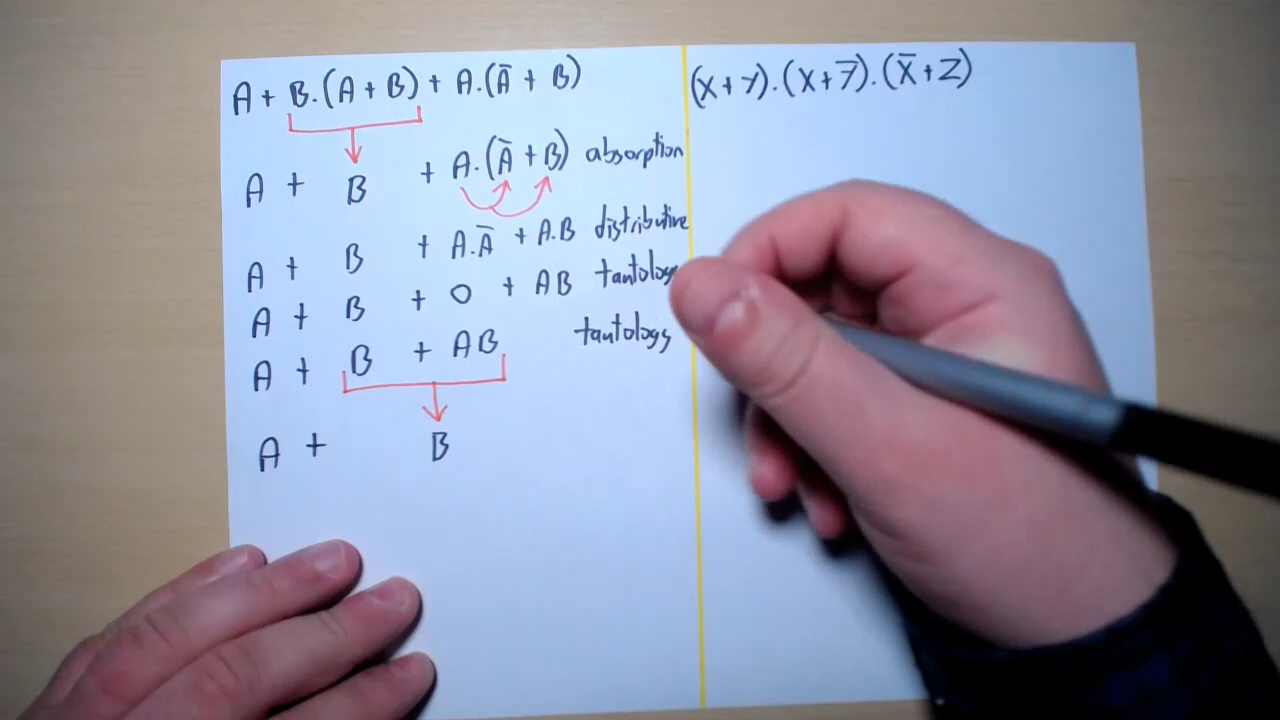 A + B.(A + B) + A.(Ā + B)
A + B + A.(Ā + B) absorption
A + B + A.Ā + A.B distributive
A + B + 0 + AB
A + B + AB tautology
A + B
(X + Y).(X + Ȳ).(X̄ + Z)